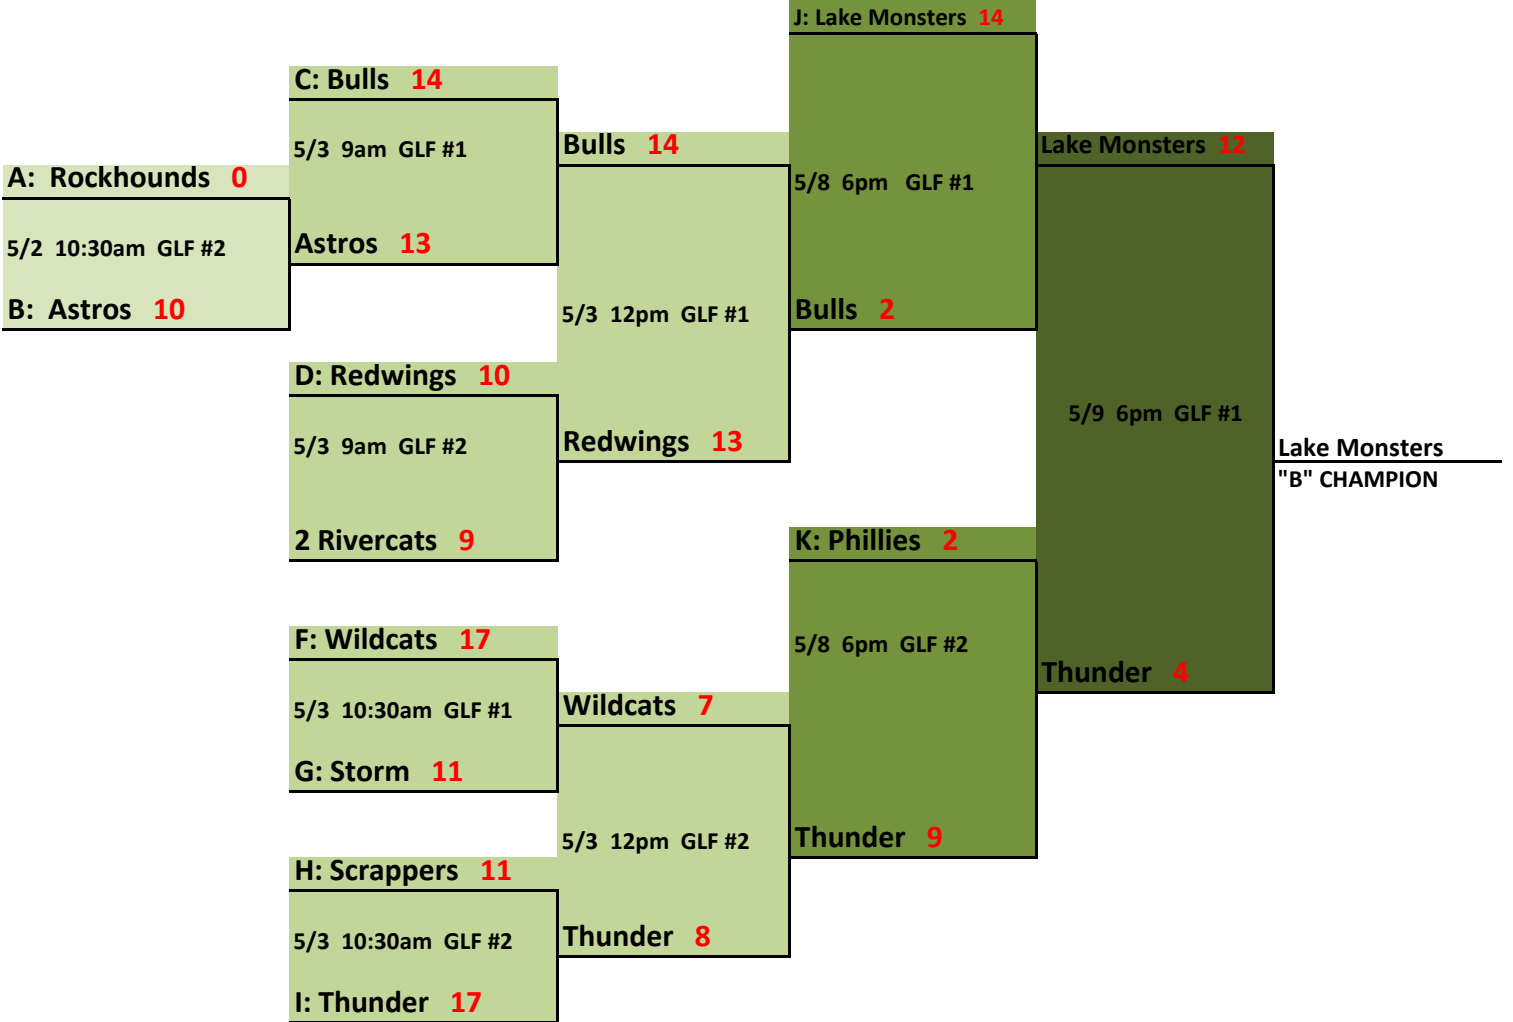 J: Lake Monsters 14
C: Bulls 14
5/3 9am GLF #1
Bulls 14
Lake Monsters 12
A: Rockhounds 0
5/8 6pm GLF #1
5/2 10:30am GLF #2
Astros 13
B: Astros 10
5/3 12pm GLF #1
Bulls 2
D: Redwings 10
5/9 6pm GLF #1
5/3 9am GLF #2
Redwings 13
Lake Monsters
"B" CHAMPION
2 Rivercats 9
K: Phillies 2
F: Wildcats 17
5/8 6pm GLF #2
Thunder 4
5/3 10:30am GLF #1
Wildcats 7
G: Storm 11
5/3 12pm GLF #2
Thunder 9
H: Scrappers 11
5/3 10:30am GLF #2
Thunder 8
I: Thunder 17